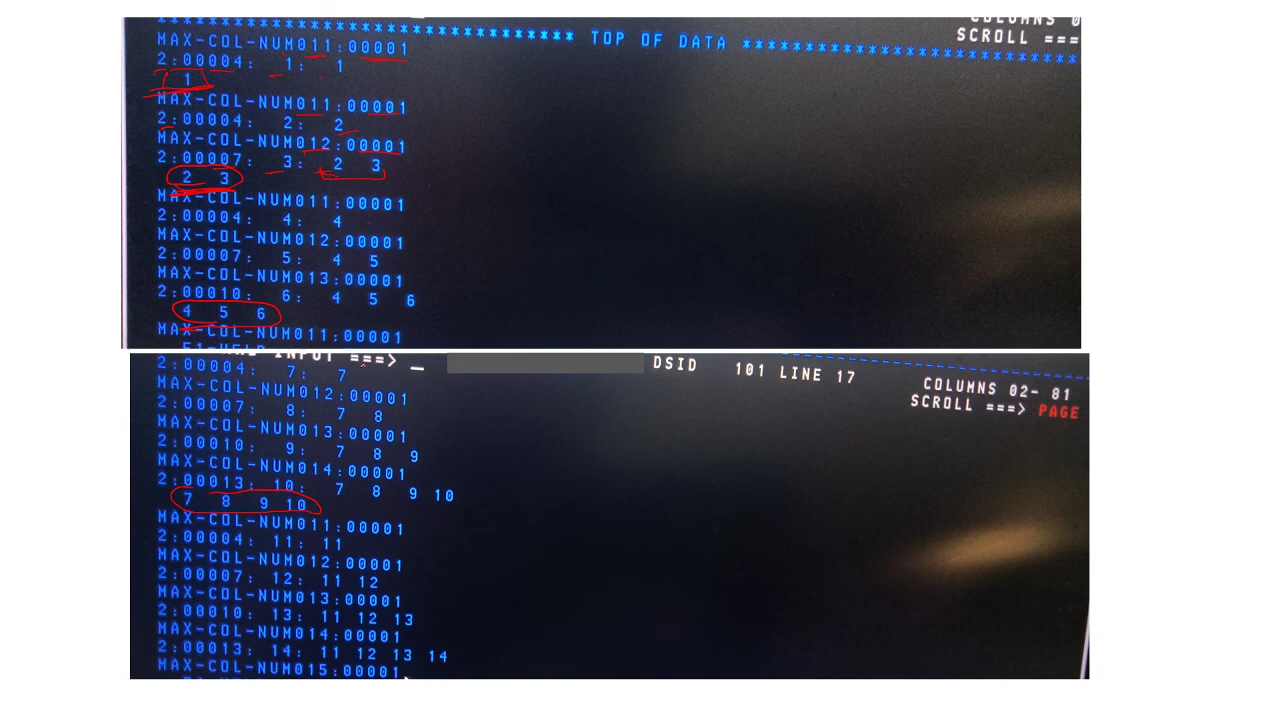 COLUMNS 0
****************************** TOP OF DATA ***************************
SCROLL ===
MAX-COL-NUM011:00001
2:00004: 1: 1
1
MAX-COL-NUM011:00001
2:00004: 2: 2
MAX-COL-NUM012:00001
2:00007: 3: 2 3
2 3
MAX-COL-NUM011:00001
2:00004: 4: 4
MAX-COL-NUM012:00001
2:00007: 5: 4 5
MAX-COL-NUM013:00001
2:00010: 6: 4 5 6
4 5 6
MAX-COL-NUM011:00001
INPUT ===> _ DSID 101 LINE 17 COLUMNS 02- 81
SCROLL ===> PAGE
2:00004: 7: 7
MAX-COL-NUM012:00001
2:00007: 8: 7 8
MAX-COL-NUM013:00001
2:00010: 9: 7 8 9
MAX-COL-NUM014:00001
2:00013: 10: 7 8 9 10
7 8 9 10
MAX-COL-NUM011:00001
2:00004: 11: 11
MAX-COL-NUM012:00001
2:00007: 12: 11 12
MAX-COL-NUM013:00001
2:00010: 13: 11 12 13
MAX-COL-NUM014:00001
2:00013: 14: 11 12 13 14
MAX-COL-NUM015:00001